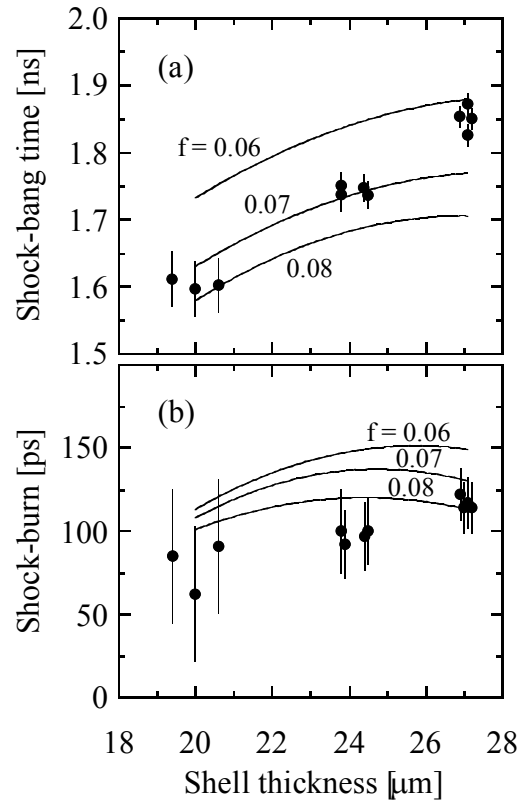 2.0
(a)
1.9
f = 0.06
1.8
0.07
1.7
0.08
1.6
1.5
Shock-bang time [ns]
(b)
150
f = 0.06
0.07
0.08
100
50
0
Shock-burn [ps]
18 20 22 24 26 28
Shell thickness [μm]